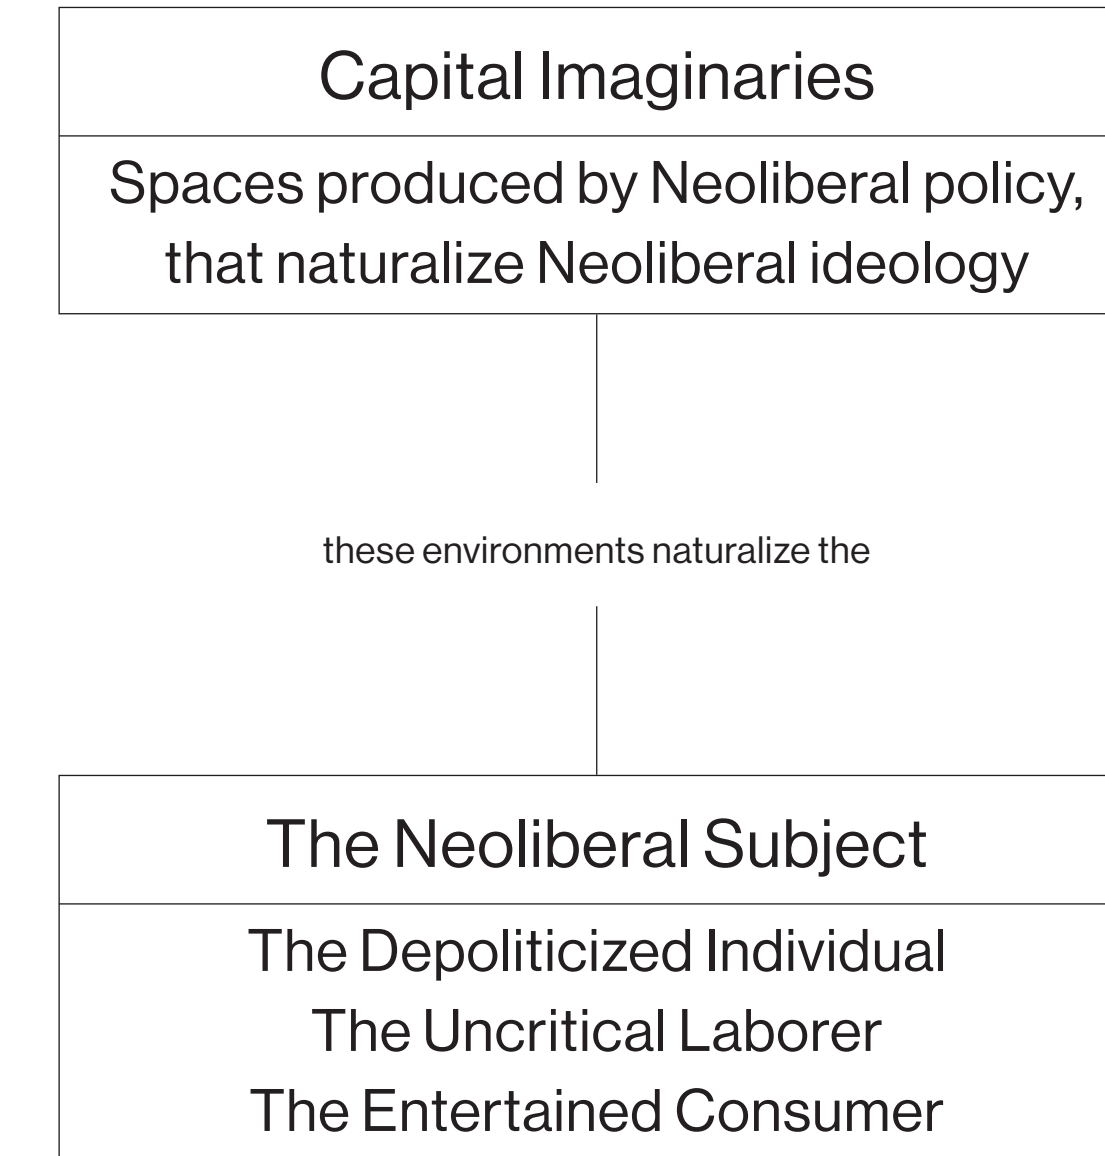 Capital Imaginaries
Spaces produced by Neoliberal policy,
that naturalize Neoliberal ideology
these environments naturalize the
The Neoliberal Subject
The Depoliticized Individual
The Uncritical Laborer
The Entertained Consumer